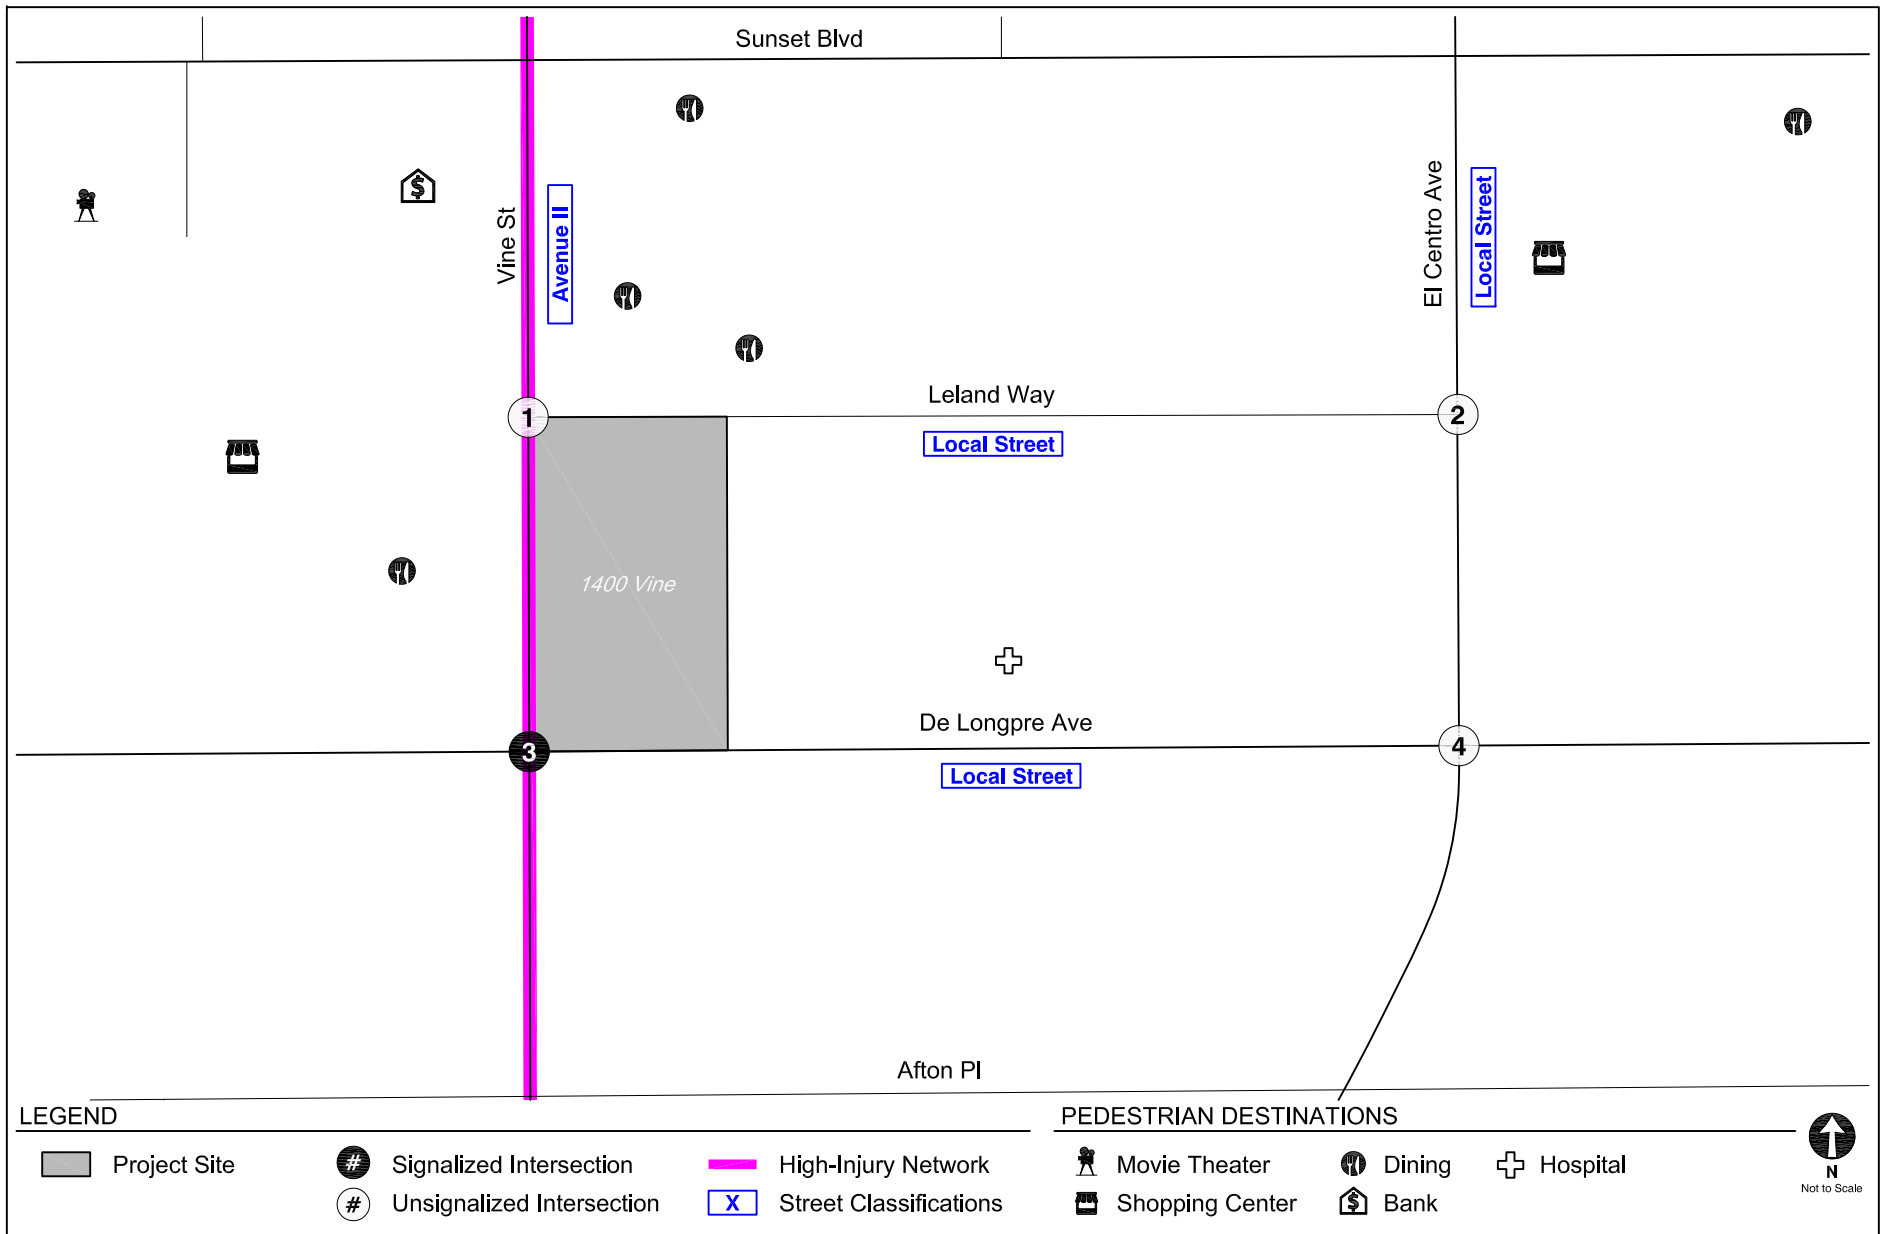 Sunset Blvd
Vine St
Avenue II
El Centro Ave
Local Street
Leland Way
1
2
Local Street
1400 Vine
De Longpre Ave
3
4
Local Street
Afton Pl
LEGEND
Project Site
# Signalized Intersection
# Unsignalized Intersection
High-Injury Network
X Street Classifications
PEDESTRIAN DESTINATIONS
Movie Theater
Shopping Center
Dining
$ Bank
Hospital
N
Not to Scale